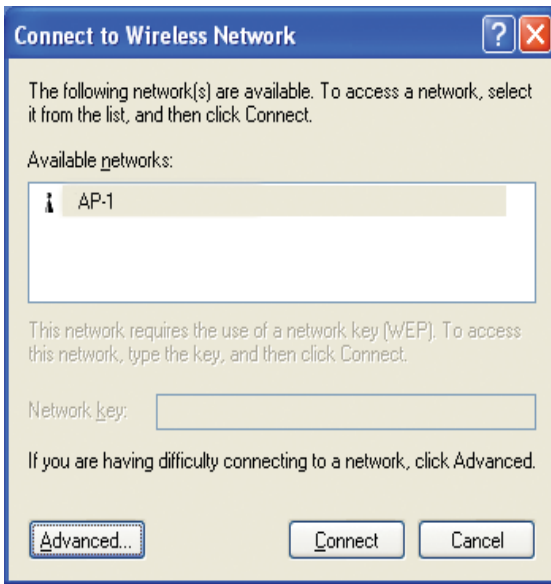 Connect to Wireless Network
The following network(s) are available. To access a network, select
it from the list, and then click Connect.
Available networks:
AP-1
This network requires the use of a network key (WEP). To access
this network, type the key, and then click Connect.
Network key:
If you are having difficulty connecting to a network, click Advanced.
Advanced... Connect Cancel